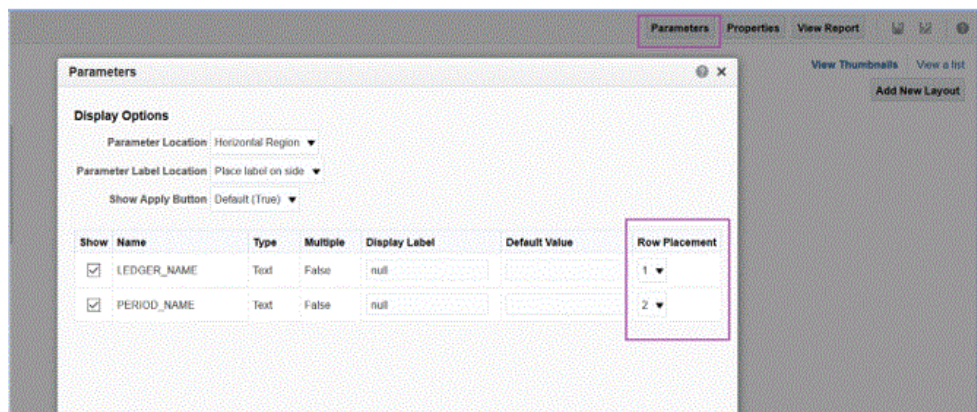 Parameters Properties View Report
View Thumbnails View a list
Add New Layout
Parameters
Display Options
Parameter Location Horizontal Region
Parameter Label Location Place label on side
Show Apply Button Default (True)
Show Name Type Multiple Display Label Default Value Row Placement
LEDGER_NAME Text False null 1
PERIOD_NAME Text False null 2